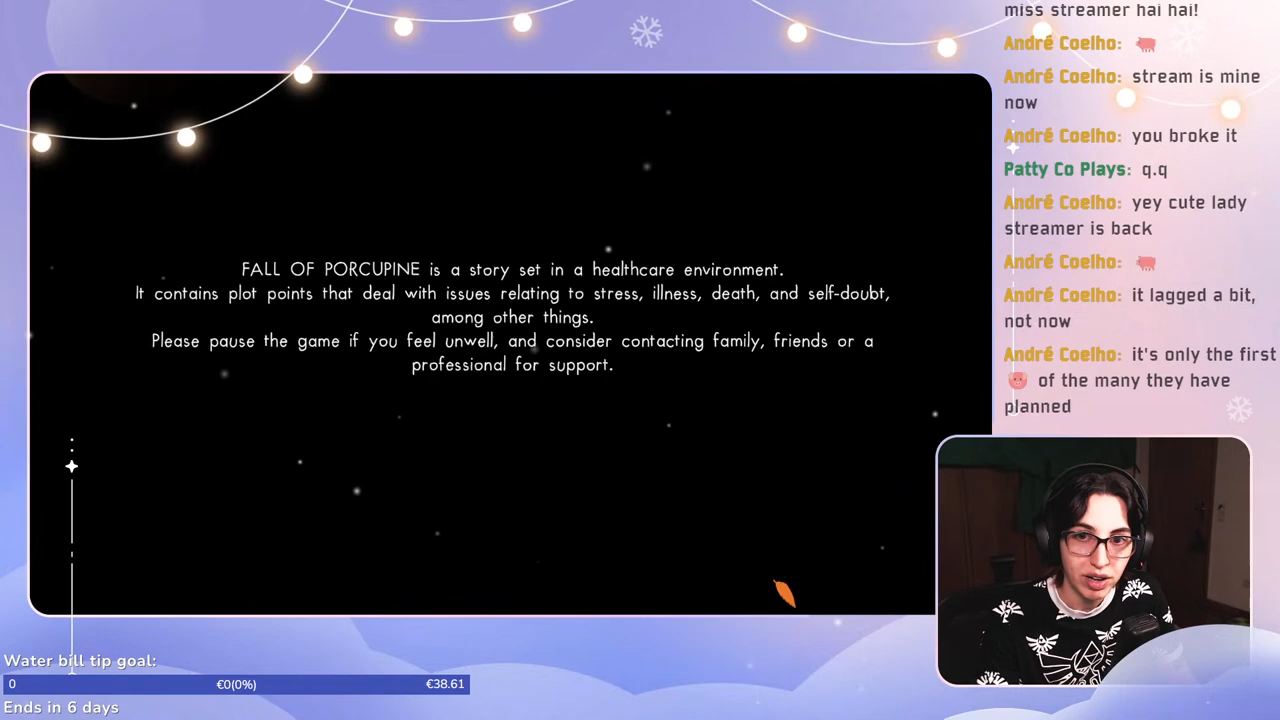 FALL OF PORCUPINE is a story set in a healthcare environment.
It contains plot points that deal with issues relating to stress, illness, death, and self-doubt,
among other things.
Please pause the game if you feel unwell, and consider contacting family, friends or a
professional for support.
miss streamer hai hai!
André Coelho:
André Coelho: stream is mine
now
André Coelho: you broke it
Patty Co Plays: q.q
André Coelho: yey cute lady
streamer is back
André Coelho:
André Coelho: it lagged a bit,
not now
André Coelho: it's only the first
of the many they have
planned
Water bill tip goal:
0 €0(0%) €38.61
Ends in 6 days